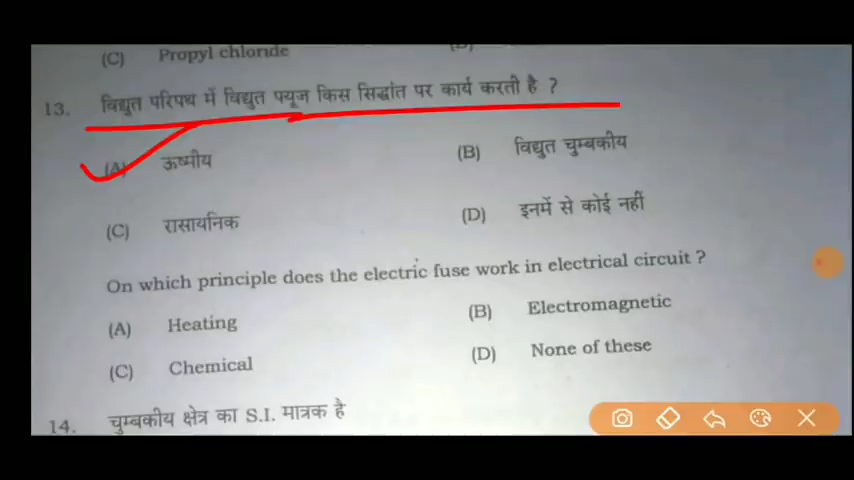 (C) Propyl chloride
13. विद्युत परिपथ में विद्युत फ्यूज किस सिद्धांत पर कार्य करती है ?
(A) ऊष्मीय (B) विद्युत चुम्बकीय
(C) रासायनिक (D) इनमें से कोई नहीं
On which principle does the electric fuse work in electrical circuit ?
(A) Heating (B) Electromagnetic
(C) Chemical (D) None of these
14. चुम्बकीय क्षेत्र का S.I. मात्रक है